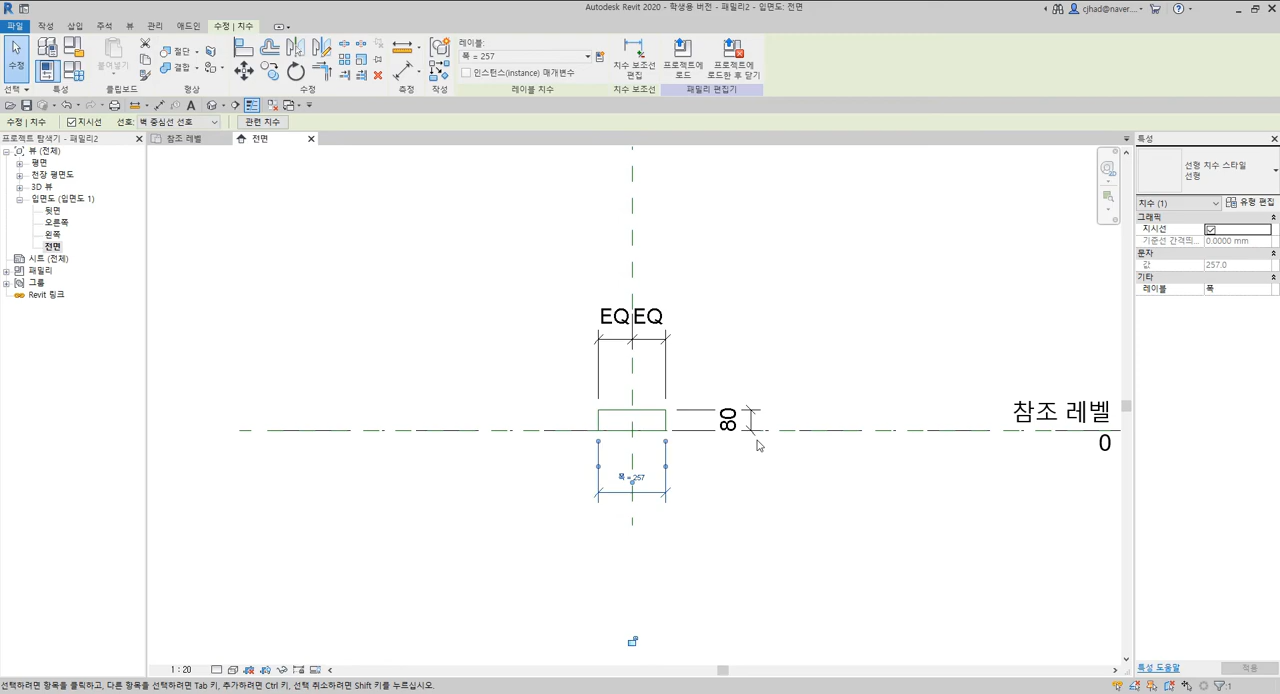 Autodesk Revit 2020 - 학생용 버전 - 패밀리2 - 입면도: 전면
cjhad@naver....
파일 작성 삽입 주석 뷰 관리 애드인 수정 | 치수
수정
붙여넣기
절단
결합
레이블:
폭 = 257
인스턴스(instance) 매개변수
치수 보조선
편집
프로젝트에
로드
프로젝트에
로드한 후 닫기
선택 특성 클립보드 형상 수정 측정 작성 레이블 치수 치수 보조선 패밀리 편집기
수정 | 치수 지시선 선호: 벽 중심선 선호 관련 치수
프로젝트 탐색기 - 패밀리2
참조 레벨
전면
특성
뷰 (전체)
평면
천장 평면도
3D 뷰
입면도 (입면도 1)
뒷면
오른쪽
왼쪽
전면
시트 (전체)
패밀리
그룹
Revit 링크
EQ EQ
80
폭 = 257
참조 레벨
0
선형 치수 스타일
선형
치수 (1) 유형 편집
그래픽
지시선
기준선 간격띄... 0.0000 mm
문자
값 257.0
기타
레이블 폭
특성 도움말 적용
1 : 20
선택하려면 항목을 클릭하고, 다른 항목을 선택하려면 Tab 키, 추가하려면 Ctrl 키, 선택 취소하려면 Shift 키를 누르십시오.
:1